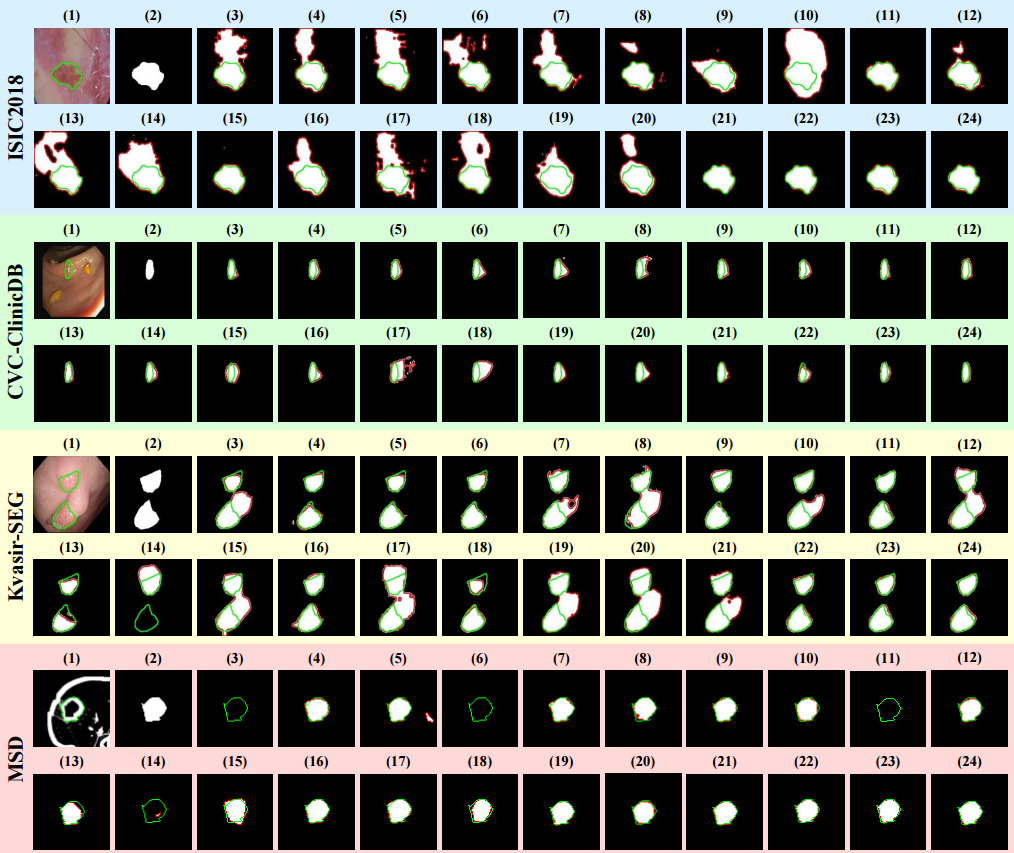 ISIC2018
(1) (2) (3) (4) (5) (6) (7) (8) (9) (10) (11) (12)
(13) (14) (15) (16) (17) (18) (19) (20) (21) (22) (23) (24)
CVC-ClinicDB
(1) (2) (3) (4) (5) (6) (7) (8) (9) (10) (11) (12)
(13) (14) (15) (16) (17) (18) (19) (20) (21) (22) (23) (24)
Kvasir-SEG
(1) (2) (3) (4) (5) (6) (7) (8) (9) (10) (11) (12)
(13) (14) (15) (16) (17) (18) (19) (20) (21) (22) (23) (24)
MSD
(1) (2) (3) (4) (5) (6) (7) (8) (9) (10) (11) (12)
(13) (14) (15) (16) (17) (18) (19) (20) (21) (22) (23) (24)